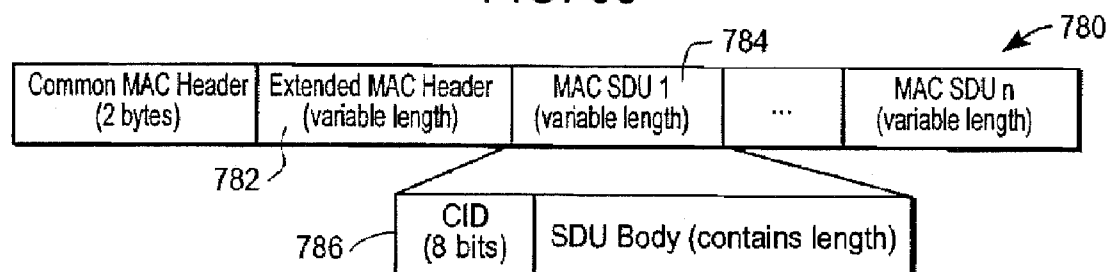 780
784
Common MAC Header
(2 bytes)
Extended MAC Header
(variable length)
MAC SDU 1
(variable length)
...
MAC SDU n
(variable length)
782
786
CID
(8 bits)
SDU Body (contains length)